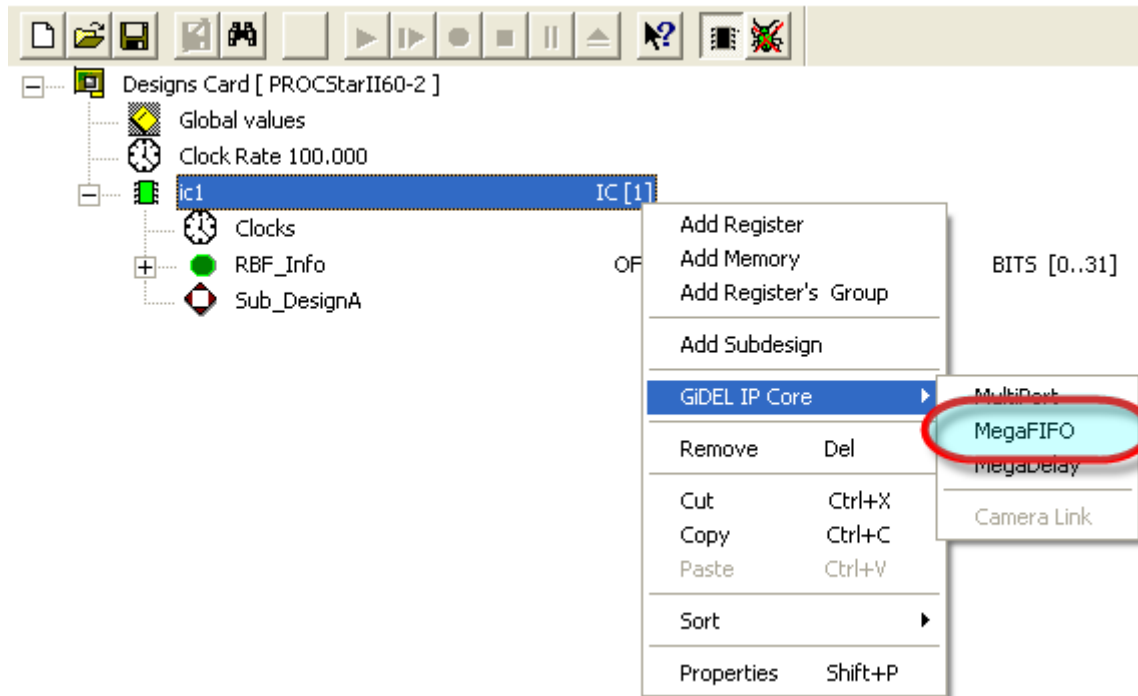 Designs Card [ PROCStarII60-2 ]
Global values
Clock Rate 100.000
ic1 IC [1]
Clocks
RBF_Info OF BITS [0..31]
Sub_DesignA
Add Register
Add Memory
Add Register's Group
Add Subdesign
GiDEL IP Core
Remove Del
Cut Ctrl+X
Copy Ctrl+C
Paste Ctrl+V
Sort
Properties Shift+P
MultiPort
MegaFIFO
MegaDelay
Camera Link